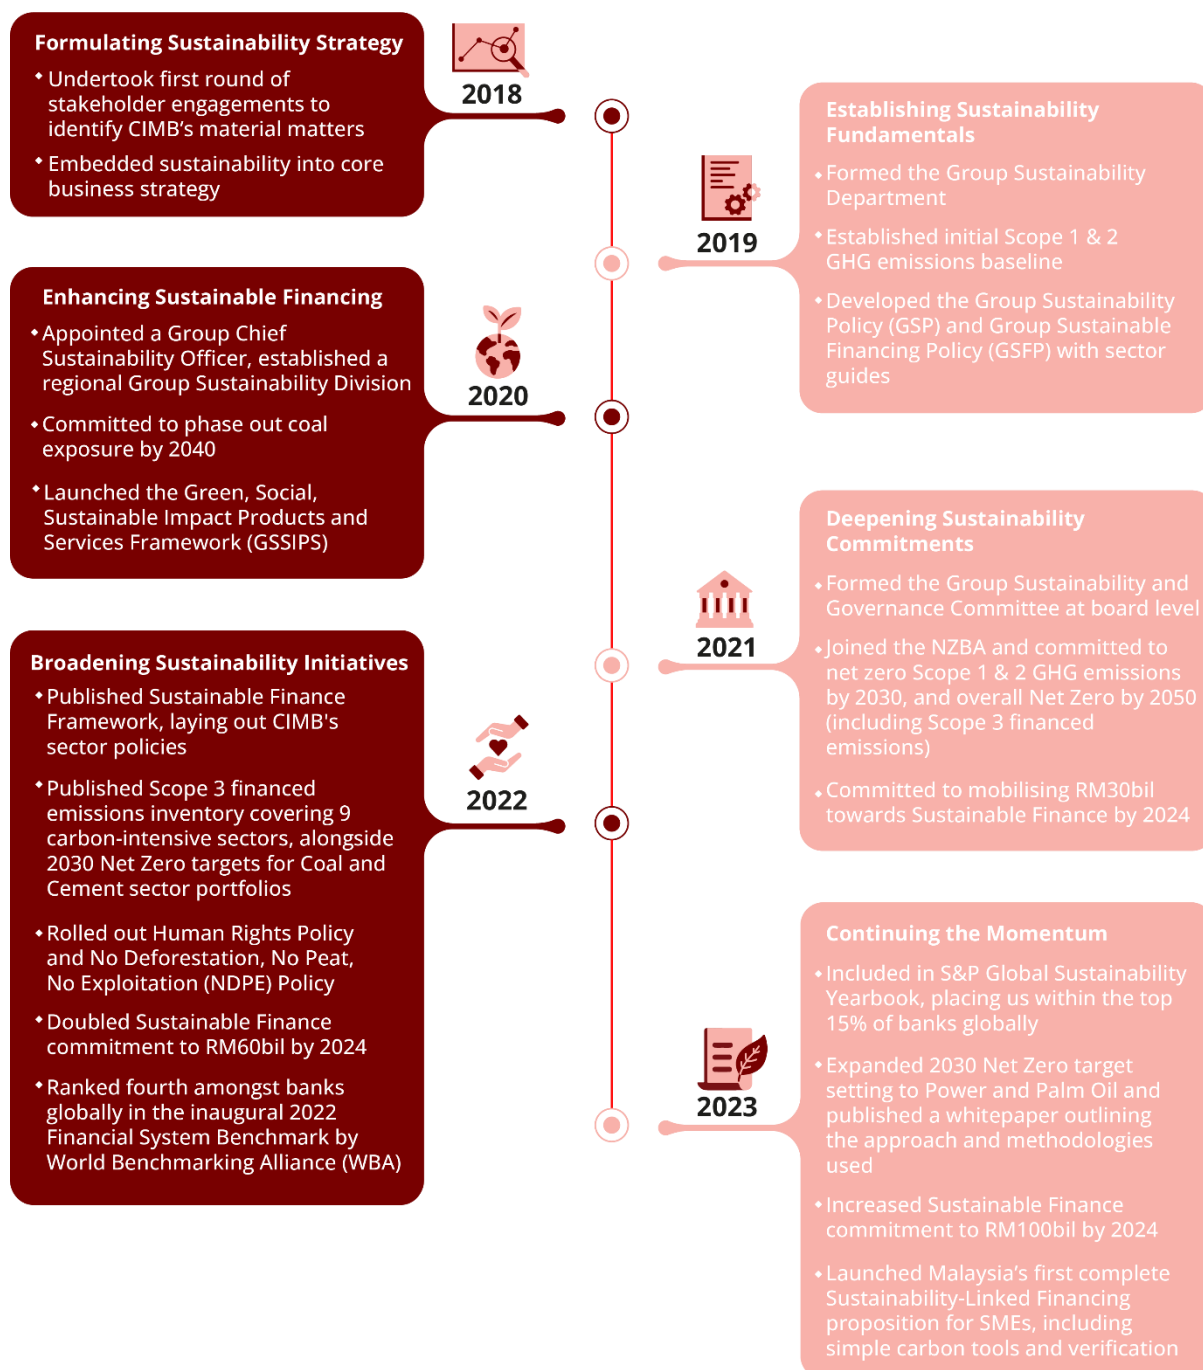 Formulating Sustainability Strategy
Undertook first round of
stakeholder engagements to
identify CIMB’s material matters
Embedded sustainability into core
business strategy
2018
Establishing Sustainability
Fundamentals
Formed the Group Sustainability
Department
Established initial Scope 1 & 2
GHG emissions baseline
Developed the Group Sustainability
Policy (GSP) and Group Sustainable
Financing Policy (GSFP) with sector
guides
2019
Enhancing Sustainable Financing
Appointed a Group Chief
Sustainability Officer, established a
regional Group Sustainability Division
Committed to phase out coal
exposure by 2040
Launched the Green, Social,
Sustainable Impact Products and
Services Framework (GSSIPS)
2020
Deepening Sustainability
Commitments
Formed the Group Sustainability and
Governance Committee at board level
Joined the NZBA and committed to
net zero Scope 1 & 2 GHG emissions
by 2030, and overall Net Zero by 2050
(including Scope 3 financed
emissions)
Committed to mobilising RM30bil
towards Sustainable Finance by 2024
2021
Broadening Sustainability Initiatives
Published Sustainable Finance
Framework, laying out CIMB's
sector policies
Published Scope 3 financed
emissions inventory covering 9
carbon-intensive sectors, alongside
2030 Net Zero targets for Coal and
Cement sector portfolios
Rolled out Human Rights Policy
and No Deforestation, No Peat,
No Exploitation (NDPE) Policy
Doubled Sustainable Finance
commitment to RM60bil by 2024
Ranked fourth amongst banks
globally in the inaugural 2022
Financial System Benchmark by
World Benchmarking Alliance (WBA)
2022
Continuing the Momentum
Included in S&P Global Sustainability
Yearbook, placing us within the top
15% of banks globally
Expanded 2030 Net Zero target
setting to Power and Palm Oil and
published a whitepaper outlining
the approach and methodologies
used
Increased Sustainable Finance
commitment to RM100bil by 2024
Launched Malaysia’s first complete
Sustainability-Linked Financing
proposition for SMEs, including
simple carbon tools and verification
2023